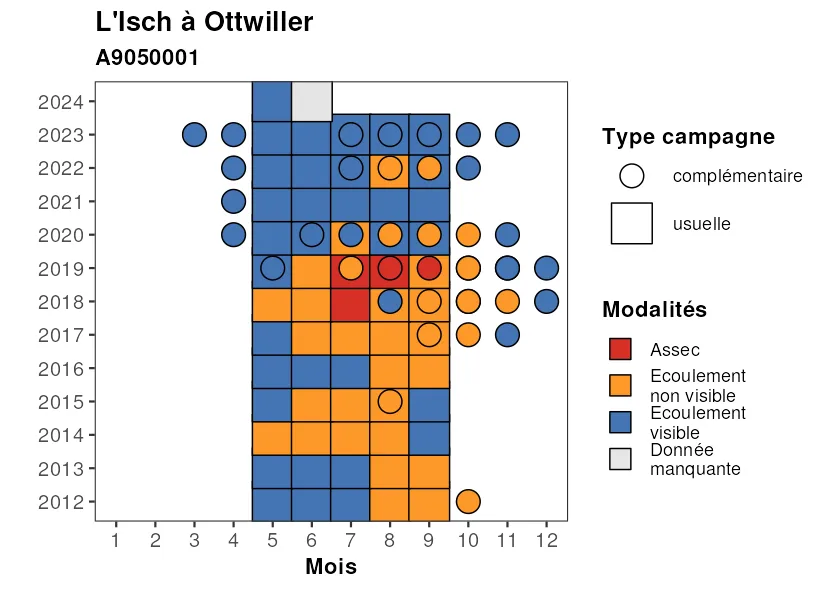 L'Isch à Ottwiller
A9050001
2024
2023
2022
2021
2020
2019
2018
2017
2016
2015
2014
2013
2012
1 2 3 4 5 6 7 8 9 10 11 12
Mois
Type campagne
complémentaire
usuelle
Modalités
Assec
Ecoulement
non visible
Ecoulement
visible
Donnée
manquante